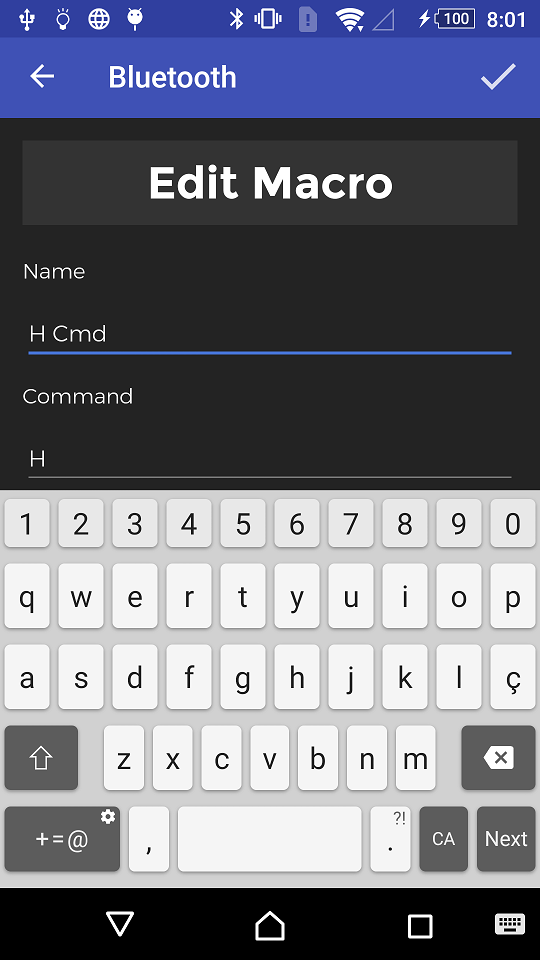 100 8:01
Bluetooth
Edit Macro
Name
H Cmd
Command
H
1 2 3 4 5 6 7 8 9 0
q w e r t y u i o p
a s d f g h j k l ç
z x c v b n m
+=@ , . ?! CA Next